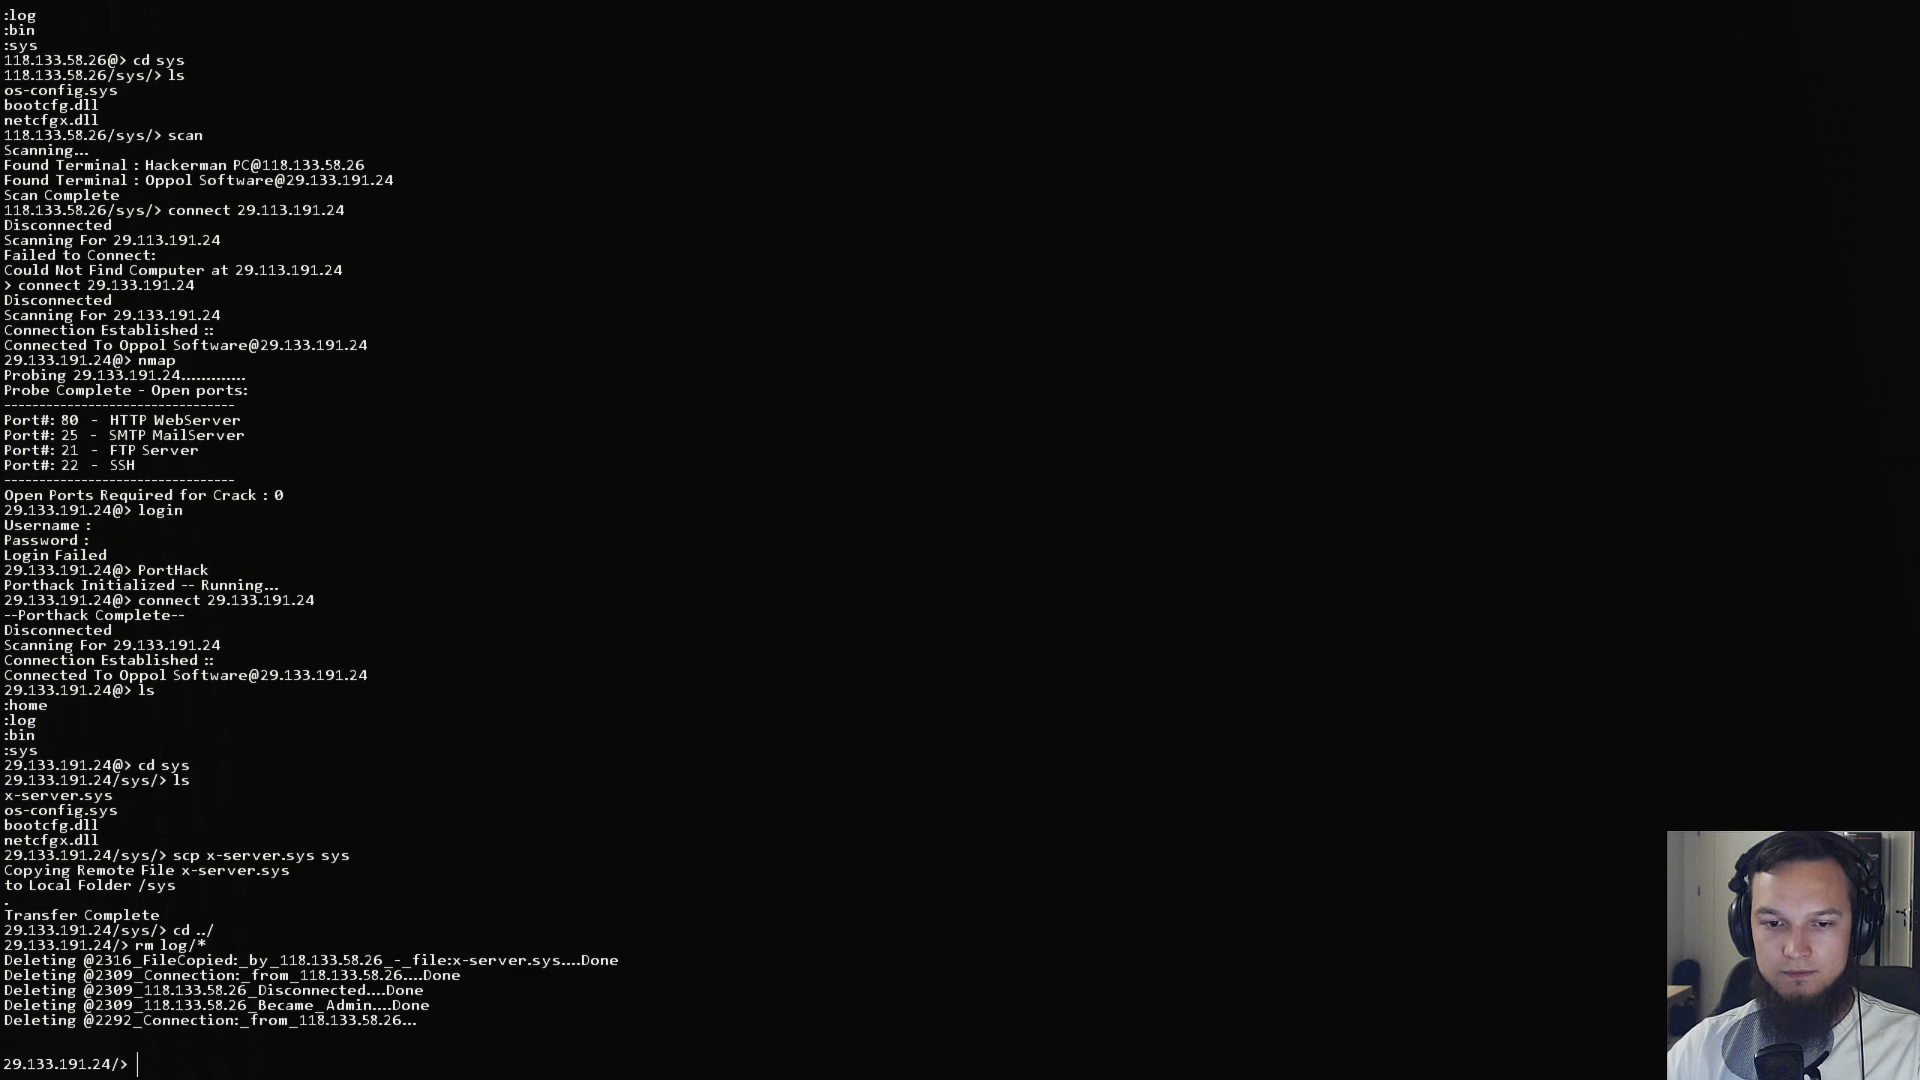 :log
:bin
:sys
118.133.58.26@> cd sys
118.133.58.26/sys/> ls
os-config.sys
bootcfg.dll
netcfgx.dll
118.133.58.26/sys/> scan
Scanning...
Found Terminal : Hackerman PC@118.133.58.26
Found Terminal : Oppol Software@29.133.191.24
Scan Complete
118.133.58.26/sys/> connect 29.113.191.24
Disconnected
Scanning For 29.113.191.24
Failed to Connect:
Could Not Find Computer at 29.113.191.24
> connect 29.133.191.24
Disconnected
Scanning For 29.133.191.24
Connection Established ::
Connected To Oppol Software@29.133.191.24
29.133.191.24@> nmap
Probing 29.133.191.24.............
Probe Complete - Open ports:
---------------------------------
Port#: 80 - HTTP WebServer
Port#: 25 - SMTP MailServer
Port#: 21 - FTP Server
Port#: 22 - SSH
---------------------------------
Open Ports Required for Crack : 0
29.133.191.24@> login
Username :
Password :
Login Failed
29.133.191.24@> PortHack
Porthack Initialized -- Running...
29.133.191.24@> connect 29.133.191.24
--Porthack Complete--
Disconnected
Scanning For 29.133.191.24
Connection Established ::
Connected To Oppol Software@29.133.191.24
29.133.191.24@> ls
:home
:log
:bin
:sys
29.133.191.24@> cd sys
29.133.191.24/sys/> ls
x-server.sys
os-config.sys
bootcfg.dll
netcfgx.dll
29.133.191.24/sys/> scp x-server.sys sys
Copying Remote File x-server.sys
to Local Folder /sys
.
Transfer Complete
29.133.191.24/sys/> cd ../
29.133.191.24/> rm log/*
Deleting @2316_FileCopied:_by_118.133.58.26_-_file:x-server.sys....Done
Deleting @2309_Connection:_from_118.133.58.26....Done
Deleting @2309_118.133.58.26_Disconnected....Done
Deleting @2309_118.133.58.26_Became_Admin....Done
Deleting @2292_Connection:_from_118.133.58.26...
29.133.191.24/>